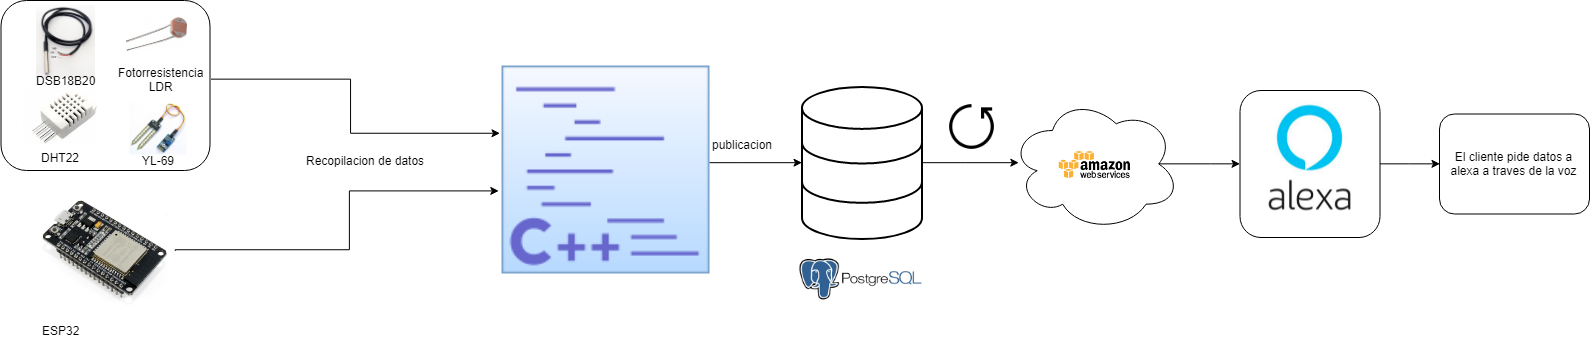 DSB18B20
Fotorresistencia
LDR
DHT22
YL-69
ESP32
Recopilacion de datos
C++
publicacion
PostgreSQL
amazon
webservices
alexa
El cliente pide datos a
alexa a traves de la voz